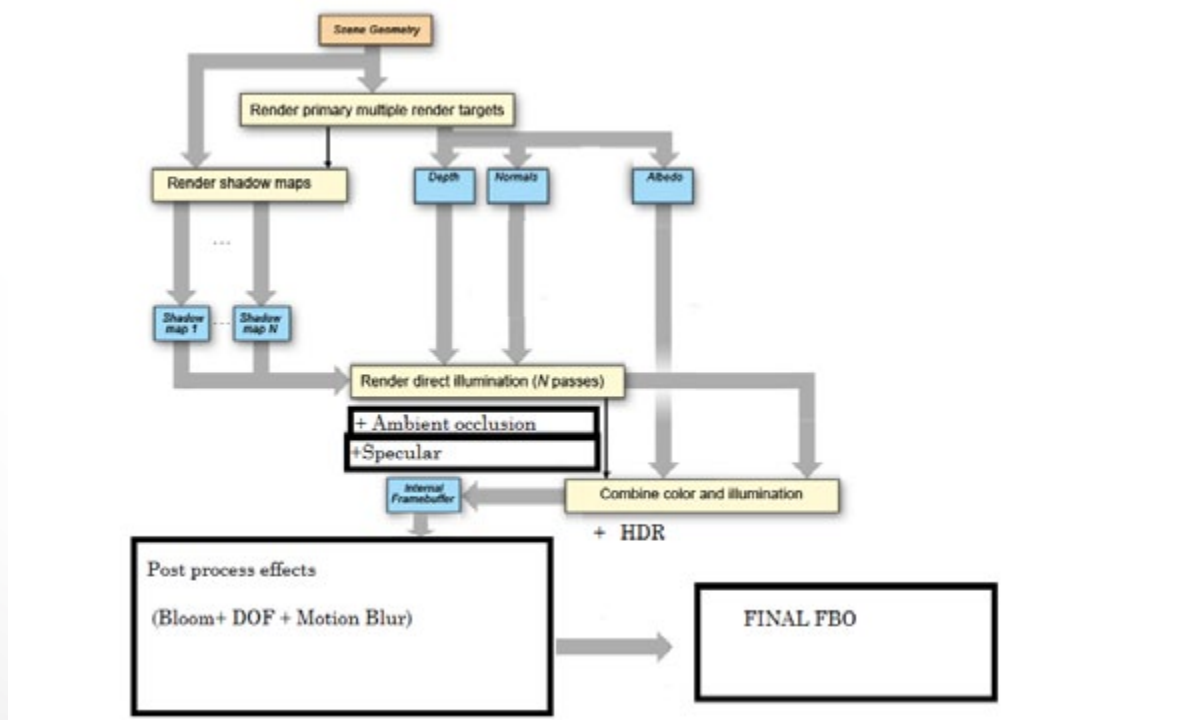 Scene Geometry
Render primary multiple render targets
Render shadow maps
Depth
Normals
Albedo
...
Shadow
map 1
...
Shadow
map N
Render direct illumination (N passes)
+ Ambient occlusion
+Specular
Internal
Framebuffer
Combine color and illumination
+ HDR
Post process effects
(Bloom+ DOF + Motion Blur)
FINAL FBO